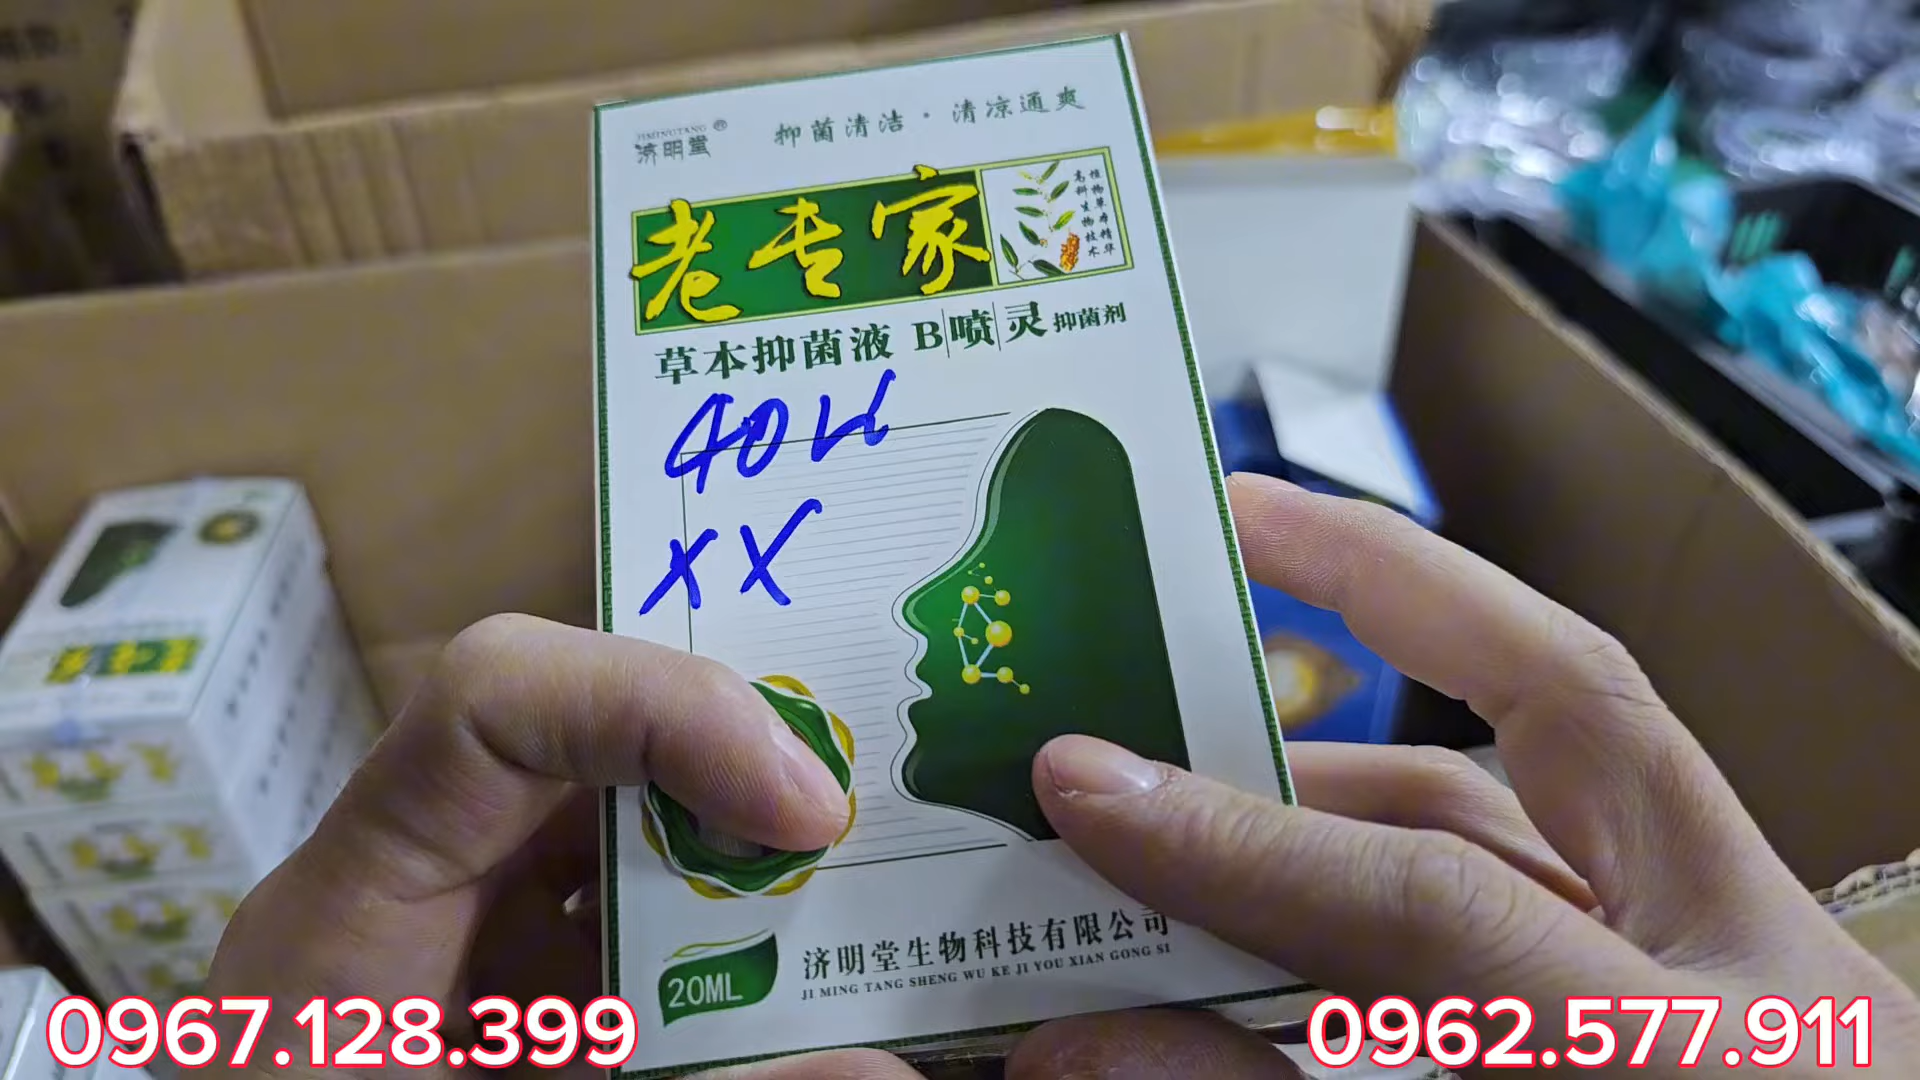 JIMINGTANG ®
济明堂
抑菌清洁·清凉通爽
老专家
植物草本精华
高科生物技术
草本抑菌液 B喷灵抑菌剂
XX
20ML
济明堂生物科技有限公司
JI MING TANG SHENG WU KE JI YOU XIAN GONG SI
0967.128.399
0962.577.911